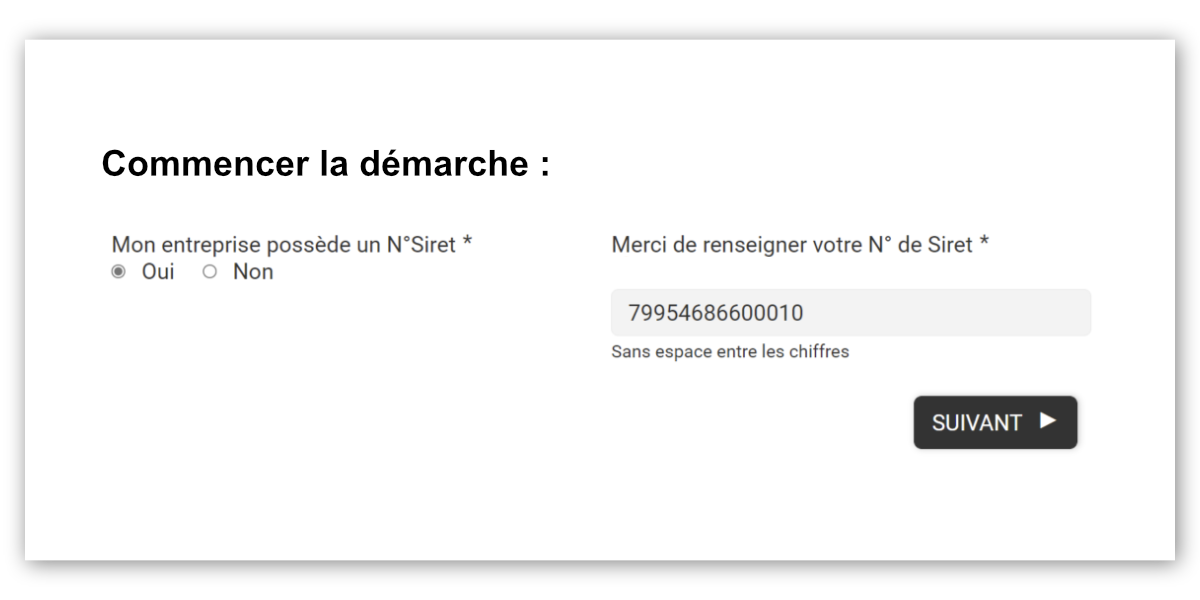 Commencer la démarche :
Mon entreprise possède un N°Siret *
Oui Non
Merci de renseigner votre N° de Siret *
79954686600010
Sans espace entre les chiffres
SUIVANT